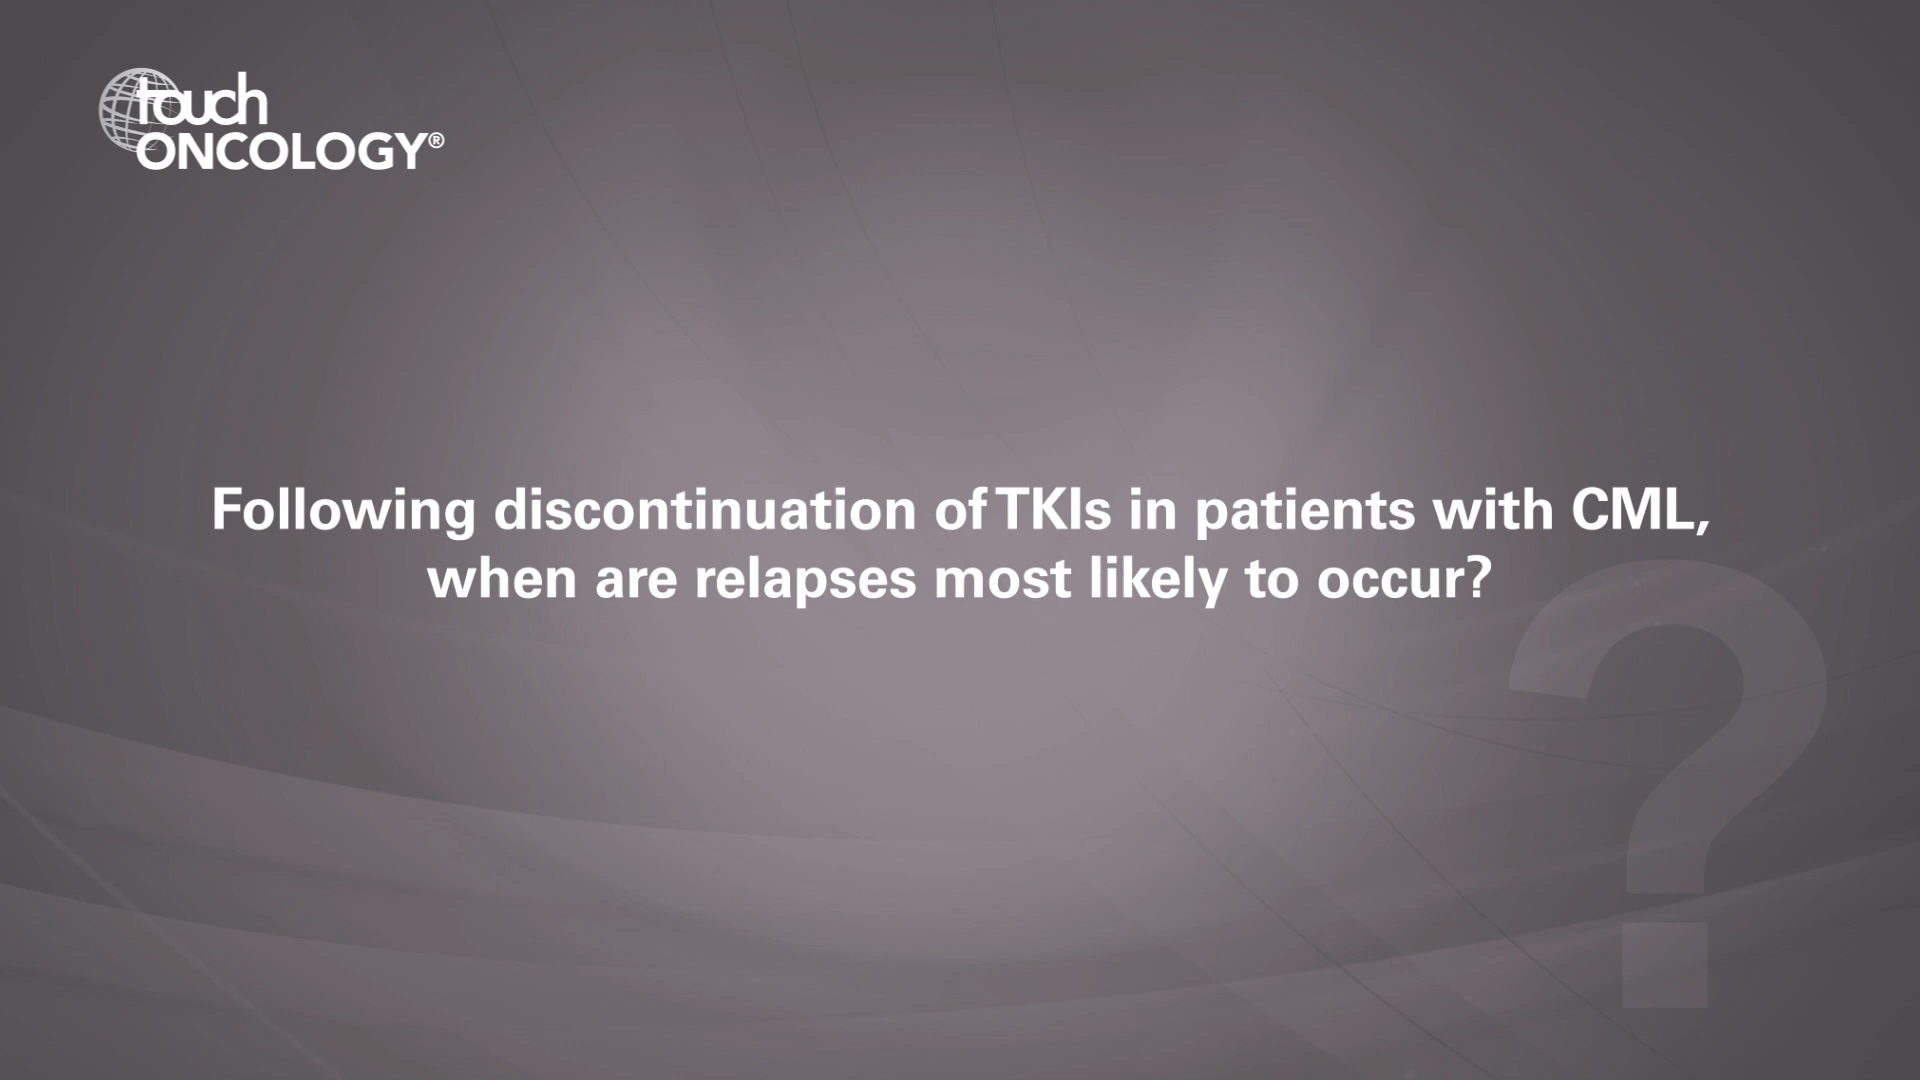 touch
ONCOLOGY®
Following discontinuation of TKIs in patients with CML,
when are relapses most likely to occur?
?